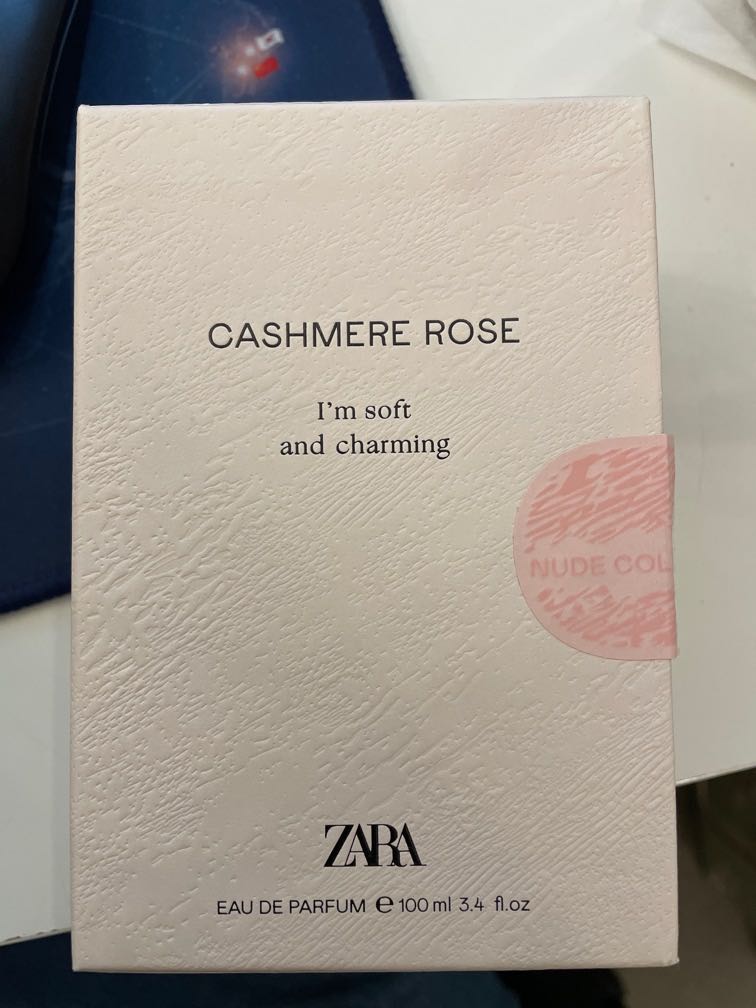 CASHMERE ROSE
I'm soft
and charming
NUDE COL
ZARA
EAU DE PARFUM ℮ 100 ml 3.4 fl.oz